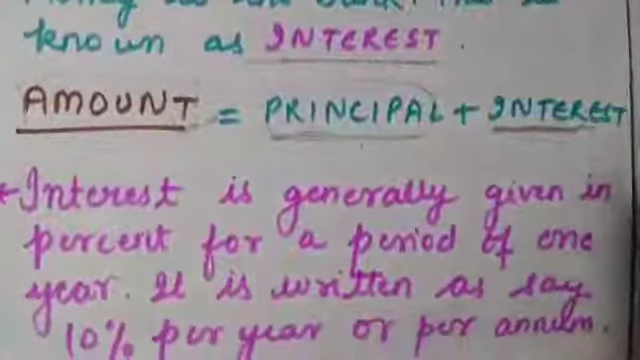 known as INTEREST.
AMOUNT = PRINCIPAL + INTEREST
Interest is generally given in
percent for a period of one
year. It is written as say
10% per year or per annum.